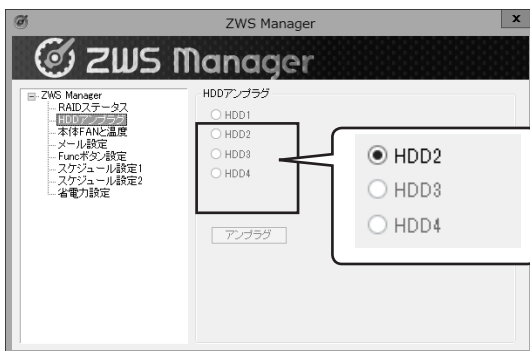 ZWS Manager
x
ZWS Manager
ZWS Manager
RAIDステータス
HDDアンプラグ
本体FANと温度
メール設定
Funcボタン設定
スケジュール設定1
スケジュール設定2
省電力設定
HDDアンプラグ
HDD1
HDD2
HDD3
HDD4
アンプラグ
HDD2
HDD3
HDD4